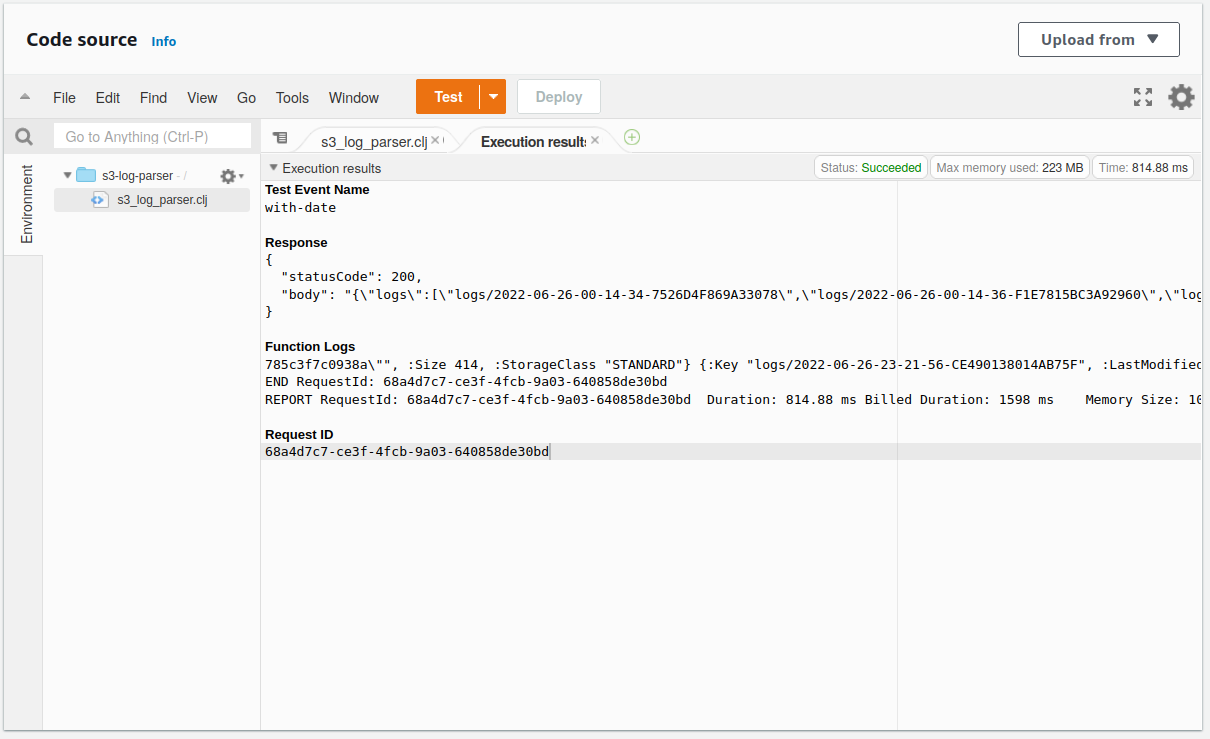 Code source Info
Upload from
File Edit Find View Go Tools Window Test Deploy
Go to Anything (Ctrl-P)
s3_log_parser.clj Execution results
Environment
s3-log-parser - /
s3_log_parser.clj
Execution results
Status: Succeeded Max memory used: 223 MB Time: 814.88 ms
Test Event Name
with-date
Response
{
"statusCode": 200,
"body": "{\"logs\":[\"logs/2022-06-26-00-14-34-7526D4F869A33078\",\"logs/2022-06-26-00-14-36-F1E7815BC3A92960\",\"log
}
Function Logs
785c3f7c0938a\"", :Size 414, :StorageClass "STANDARD"} {:Key "logs/2022-06-26-23-21-56-CE490138014AB75F", :LastModified
END RequestId: 68a4d7c7-ce3f-4fcb-9a03-640858de30bd
REPORT RequestId: 68a4d7c7-ce3f-4fcb-9a03-640858de30bd Duration: 814.88 ms Billed Duration: 1598 ms Memory Size: 10
Request ID
68a4d7c7-ce3f-4fcb-9a03-640858de30bd